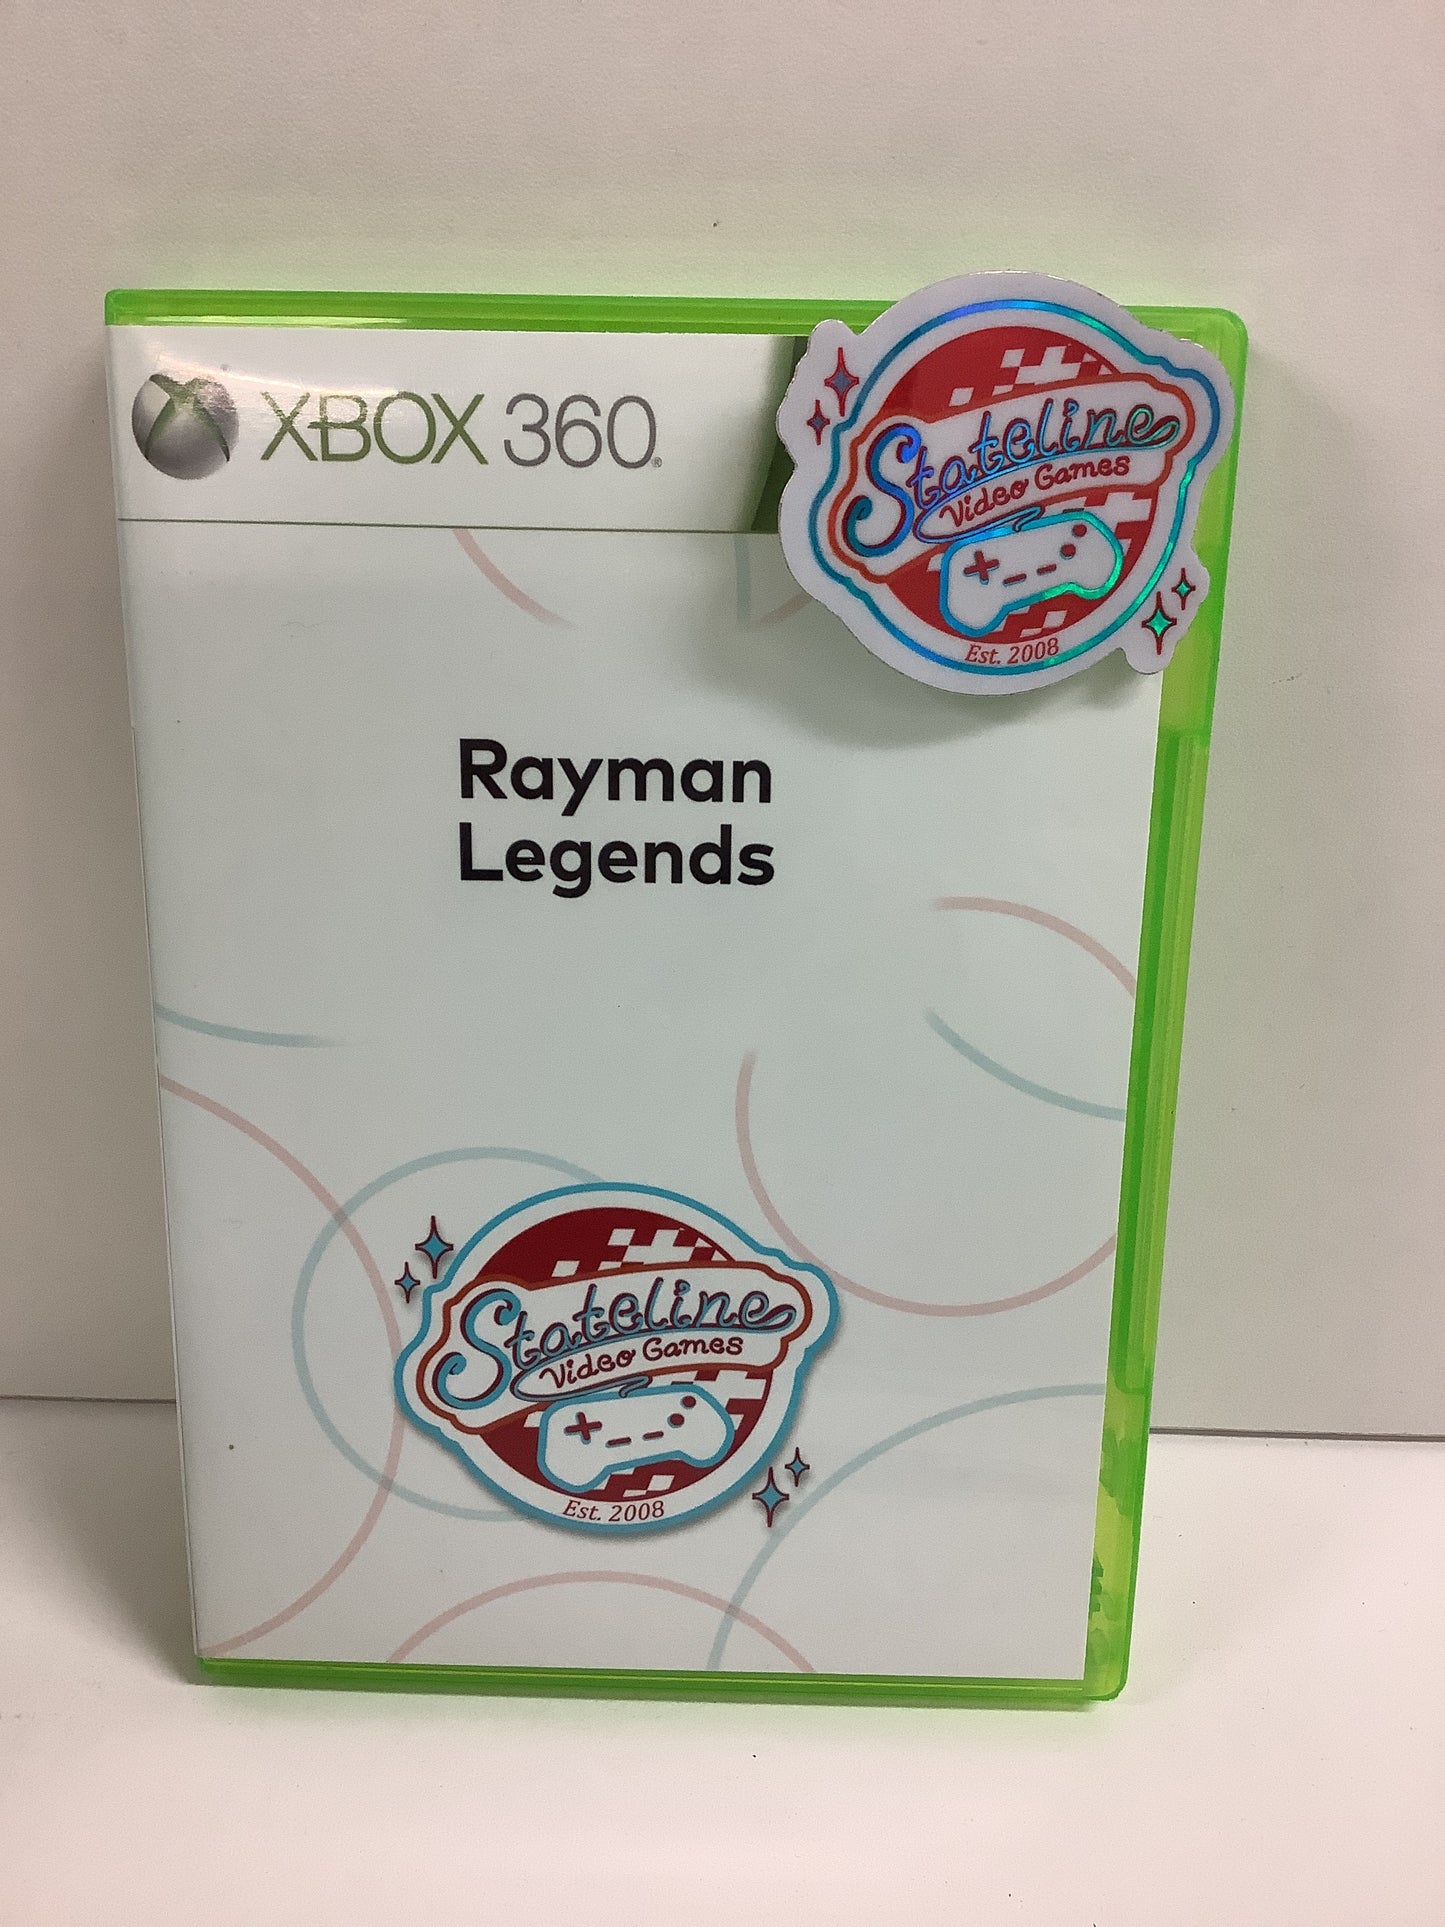 XBOX 360®
Stateline
Video Games
Est. 2008
Rayman
Legends
Stateline
Video Games
Est. 2008